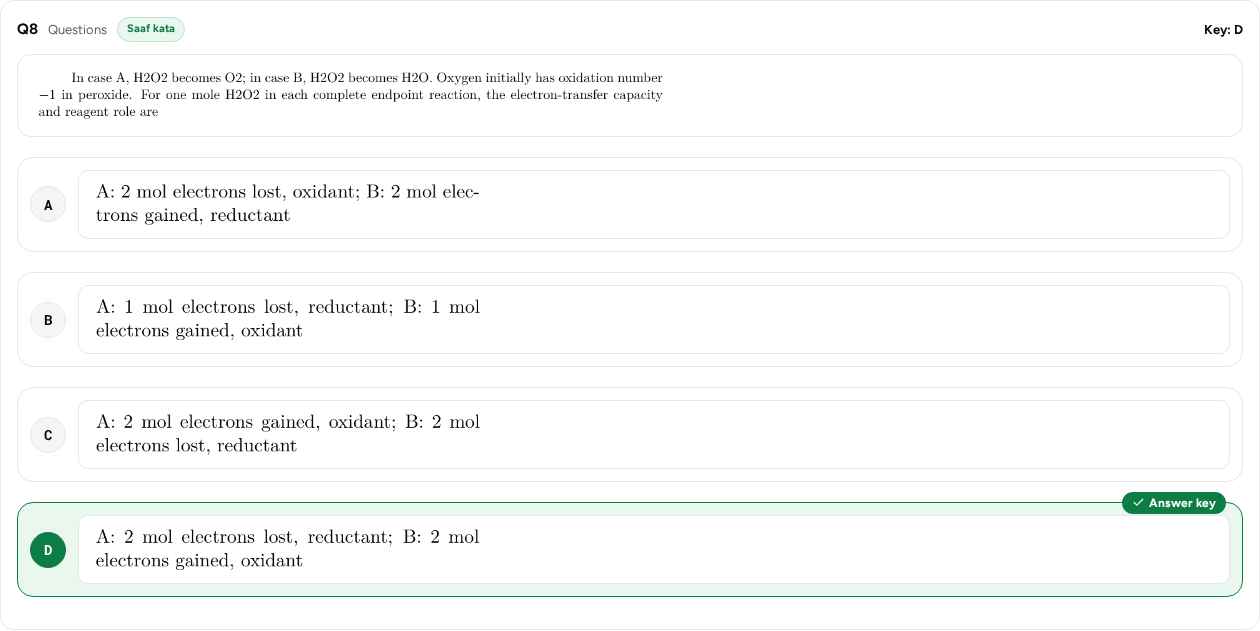 Q8 Questions Saaf kata Key: D
In case A, H2O2 becomes O2; in case B, H2O2 becomes H2O. Oxygen initially has oxidation number
−1 in peroxide. For one mole H2O2 in each complete endpoint reaction, the electron-transfer capacity
and reagent role are
A
A: 2 mol electrons lost, oxidant; B: 2 mol elec-
trons gained, reductant
B
A: 1 mol electrons lost, reductant; B: 1 mol
electrons gained, oxidant
C
A: 2 mol electrons gained, oxidant; B: 2 mol
electrons lost, reductant
✓ Answer key
D
A: 2 mol electrons lost, reductant; B: 2 mol
electrons gained, oxidant